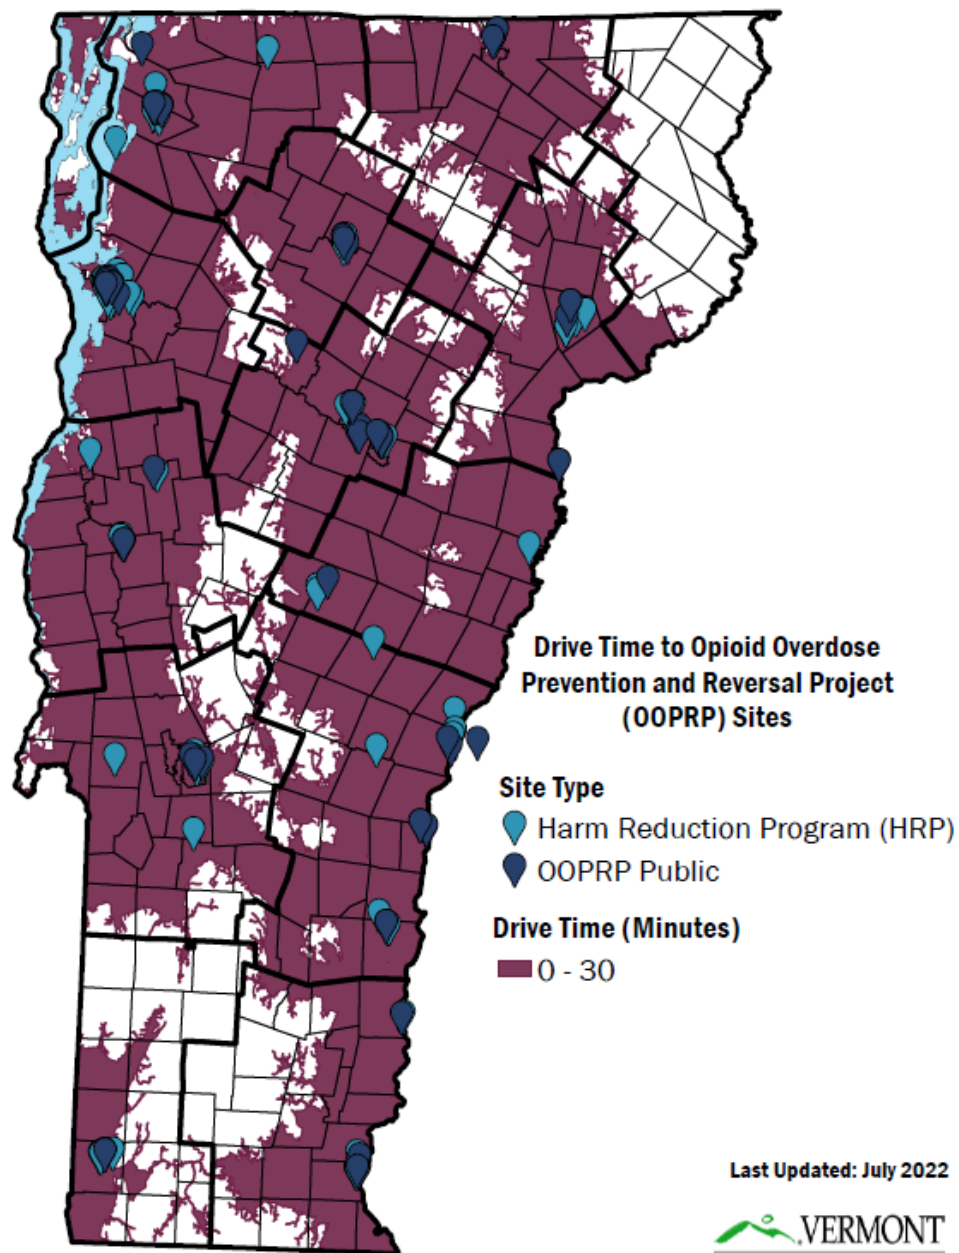 Drive Time to Opioid Overdose
Prevention and Reversal Project
(OOPRP) Sites
Site Type
Harm Reduction Program (HRP)
OOPRP Public
Drive Time (Minutes)
0 - 30
Last Updated: July 2022
VERMONT